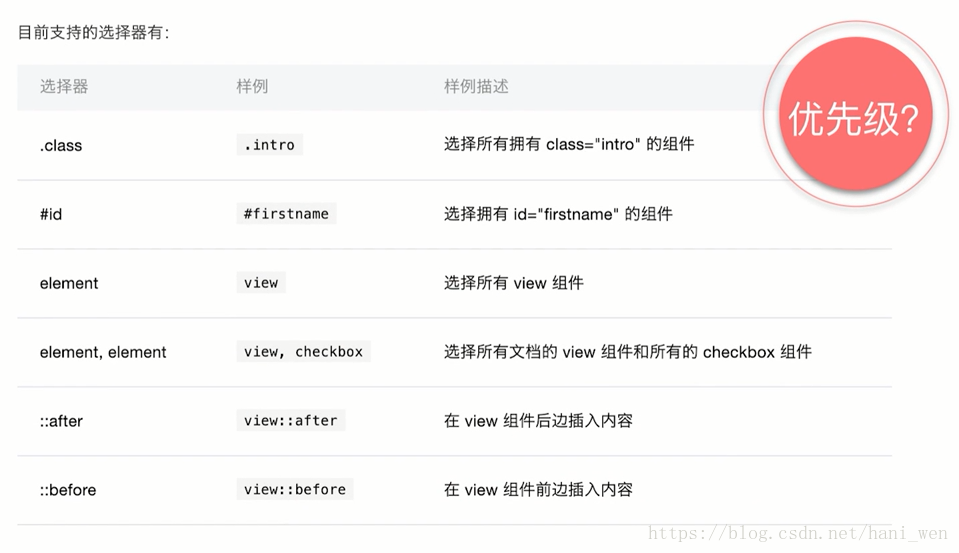 目前支持的选择器有:
选择器 样例 样例描述
优先级?
.class .intro 选择所有拥有 class="intro" 的组件
#id #firstname 选择拥有 id="firstname" 的组件
element view 选择所有 view 组件
element, element view, checkbox 选择所有文档的 view 组件和所有的 checkbox 组件
::after view::after 在 view 组件后边插入内容
::before view::before 在 view 组件前边插入内容
https://blog.csdn.net/hani_wen